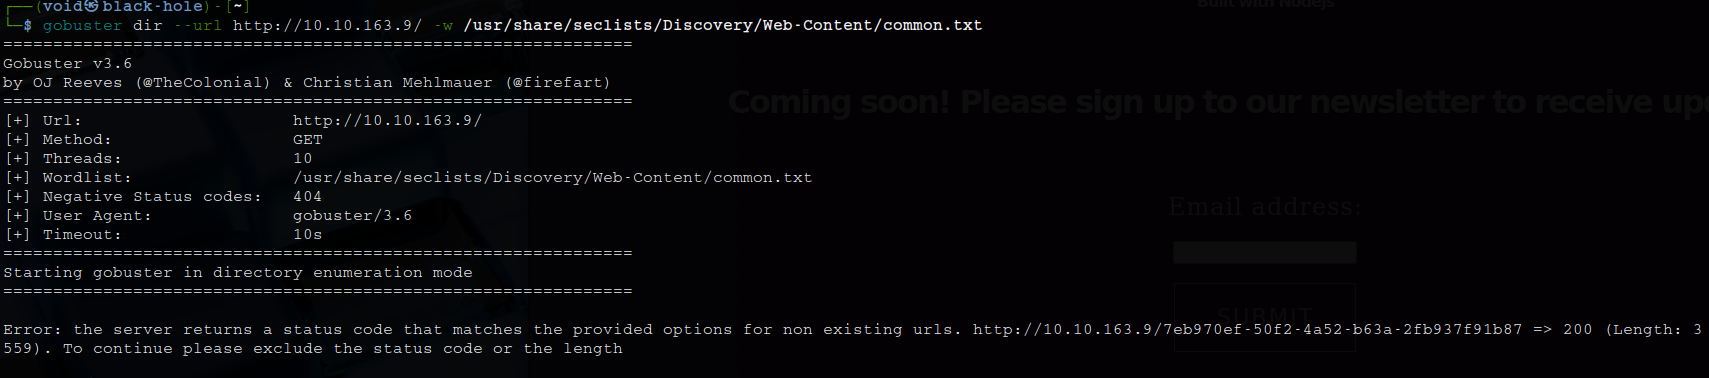 ┌──(void㉿black-hole)-[~]
Built with Nodejs
└─$ gobuster dir --url http://10.10.163.9/ -w /usr/share/seclists/Discovery/Web-Content/common.txt
===============================================================
Gobuster v3.6
by OJ Reeves (@TheColonial) & Christian Mehlmauer (@firefart)
===============================================================
Coming soon! Please sign up to our newsletter to receive
[+] Url:                     http://10.10.163.9/
[+] Method:                  GET
[+] Threads:                 10
[+] Wordlist:                /usr/share/seclists/Discovery/Web-Content/common.txt
[+] Negative Status codes:   404
[+] User Agent:              gobuster/3.6
Email address:
[+] Timeout:                 10s
===============================================================
Starting gobuster in directory enumeration mode
===============================================================
SUBMIT
Error: the server returns a status code that matches the provided options for non existing urls. http://10.10.163.9/7eb970ef-50f2-4a52-b63a-2fb937f91b87 => 200 (Length: 3
559). To continue please exclude the status code or the length